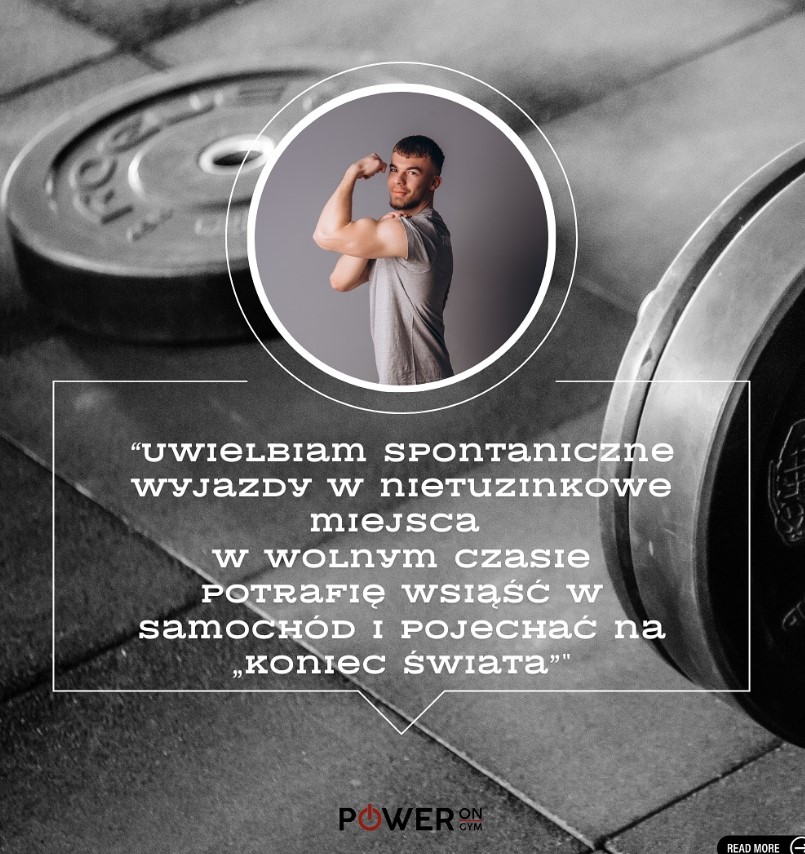 ROGUE
“UWIELBIAM SPONTANICZNE
WYJAZDY W NIETUZINKOWE
MIEJSCA
W WOLNYM CZASIE
POTRAFIĘ WSIĄŚĆ W
SAMOCHÓD I POJECHAĆ NA
„KONIEC ŚWIATA”"
POWER ON
GYM
READ MORE